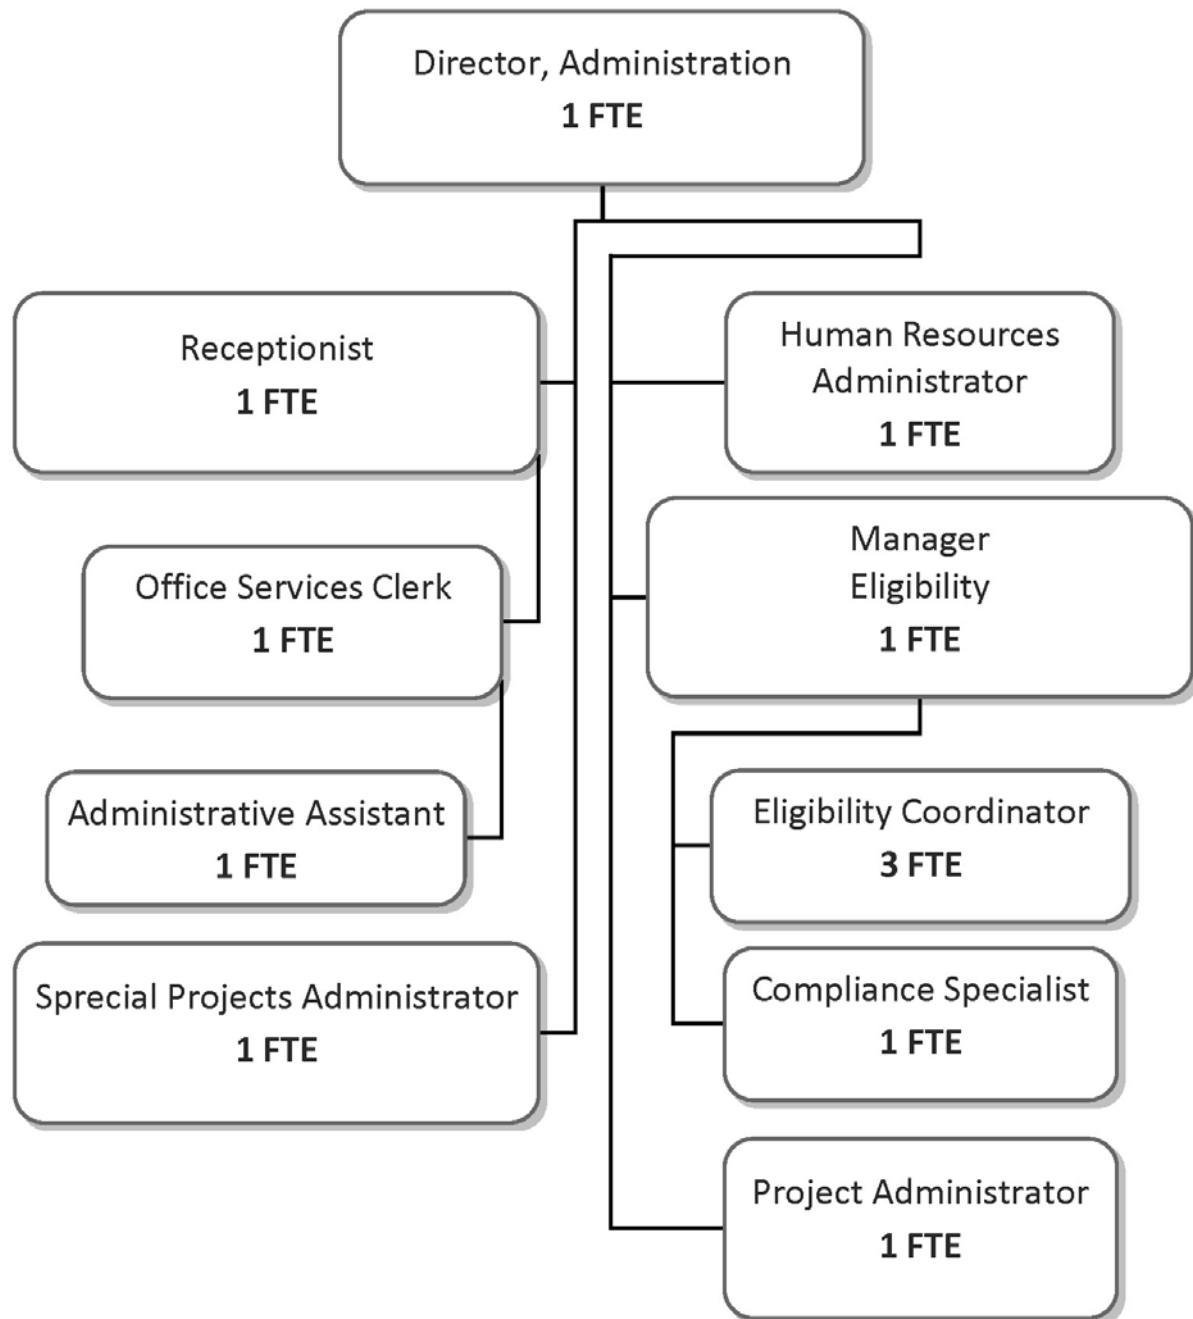 Director, Administration
1 FTE
Receptionist
1 FTE
Human Resources
Administrator
1 FTE
Manager
Eligibility
1 FTE
Office Services Clerk
1 FTE
Administrative Assistant
1 FTE
Eligibility Coordinator
3 FTE
Sprecial Projects Administrator
1 FTE
Compliance Specialist
1 FTE
Project Administrator
1 FTE